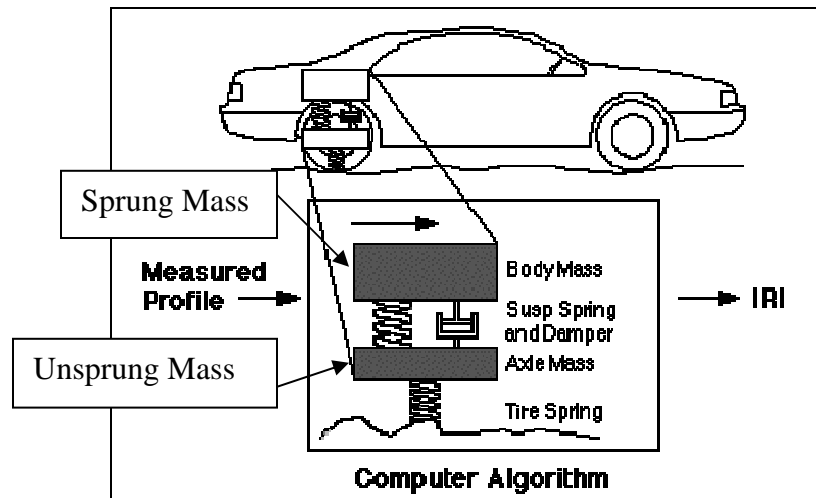 Sprung Mass
Measured
Profile
Body Mass
Susp Spring
and Damper
IRI
Unsprung Mass
Axle Mass
Tire Spring
Computer Algorithm